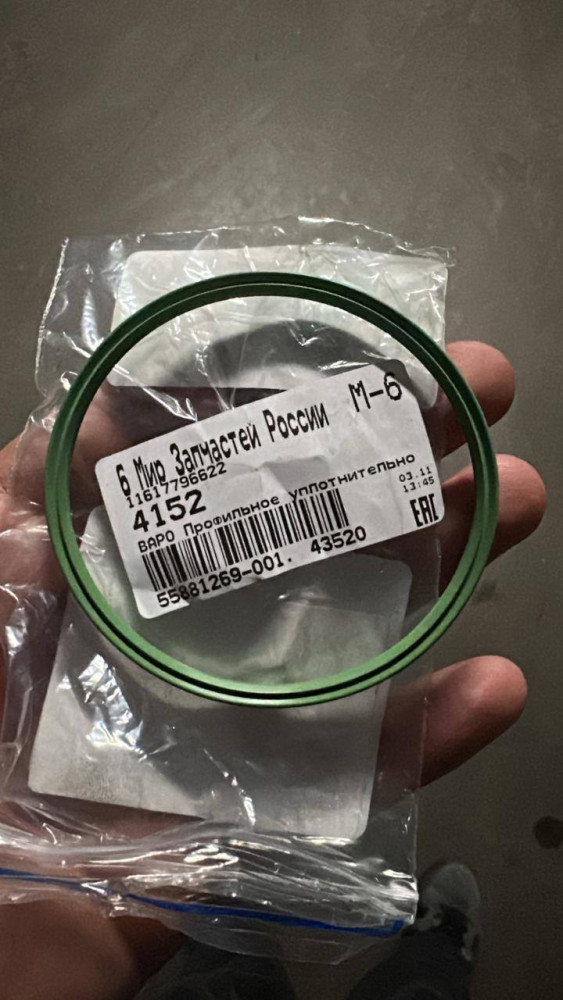 6 Мир Запчастей России М-6
11617796622
4152
ВАРО Профильное уплотнительно
03.11
13:45
55881269-001. 43520
EAC